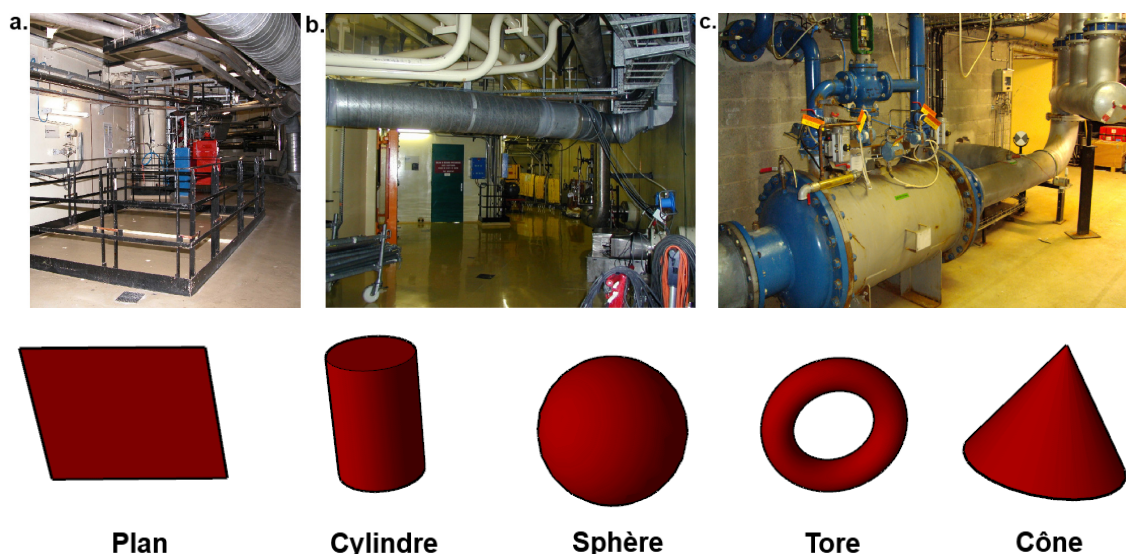 a.
b.
c.
Plan
Cylindre
Sphère
Tore
Cône